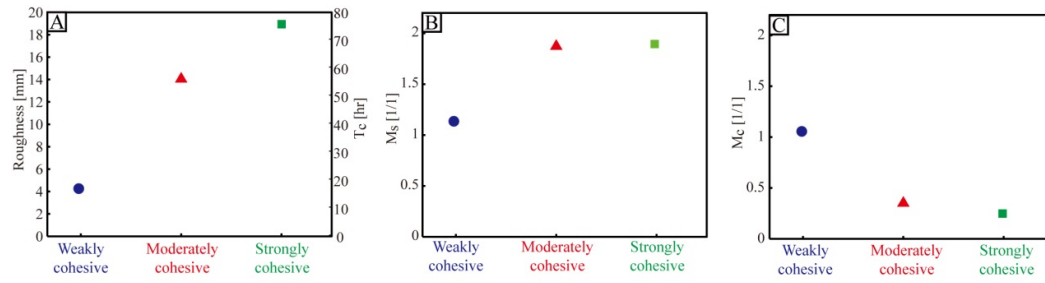 A
20
18
16
14
12
10
8
6
4
2
0
Roughness [mm]
80
70
60
50
40
30
20
10
0
Tc [hr]
Weakly
cohesive
Moderately
cohesive
Strongly
cohesive
B
2
1.5
1
0.5
0
Ms [1/1]
Weakly
cohesive
Moderately
cohesive
Strongly
cohesive
C
2
1.5
1
0.5
0
Mc [1/1]
Weakly
cohesive
Moderately
cohesive
Strongly
cohesive